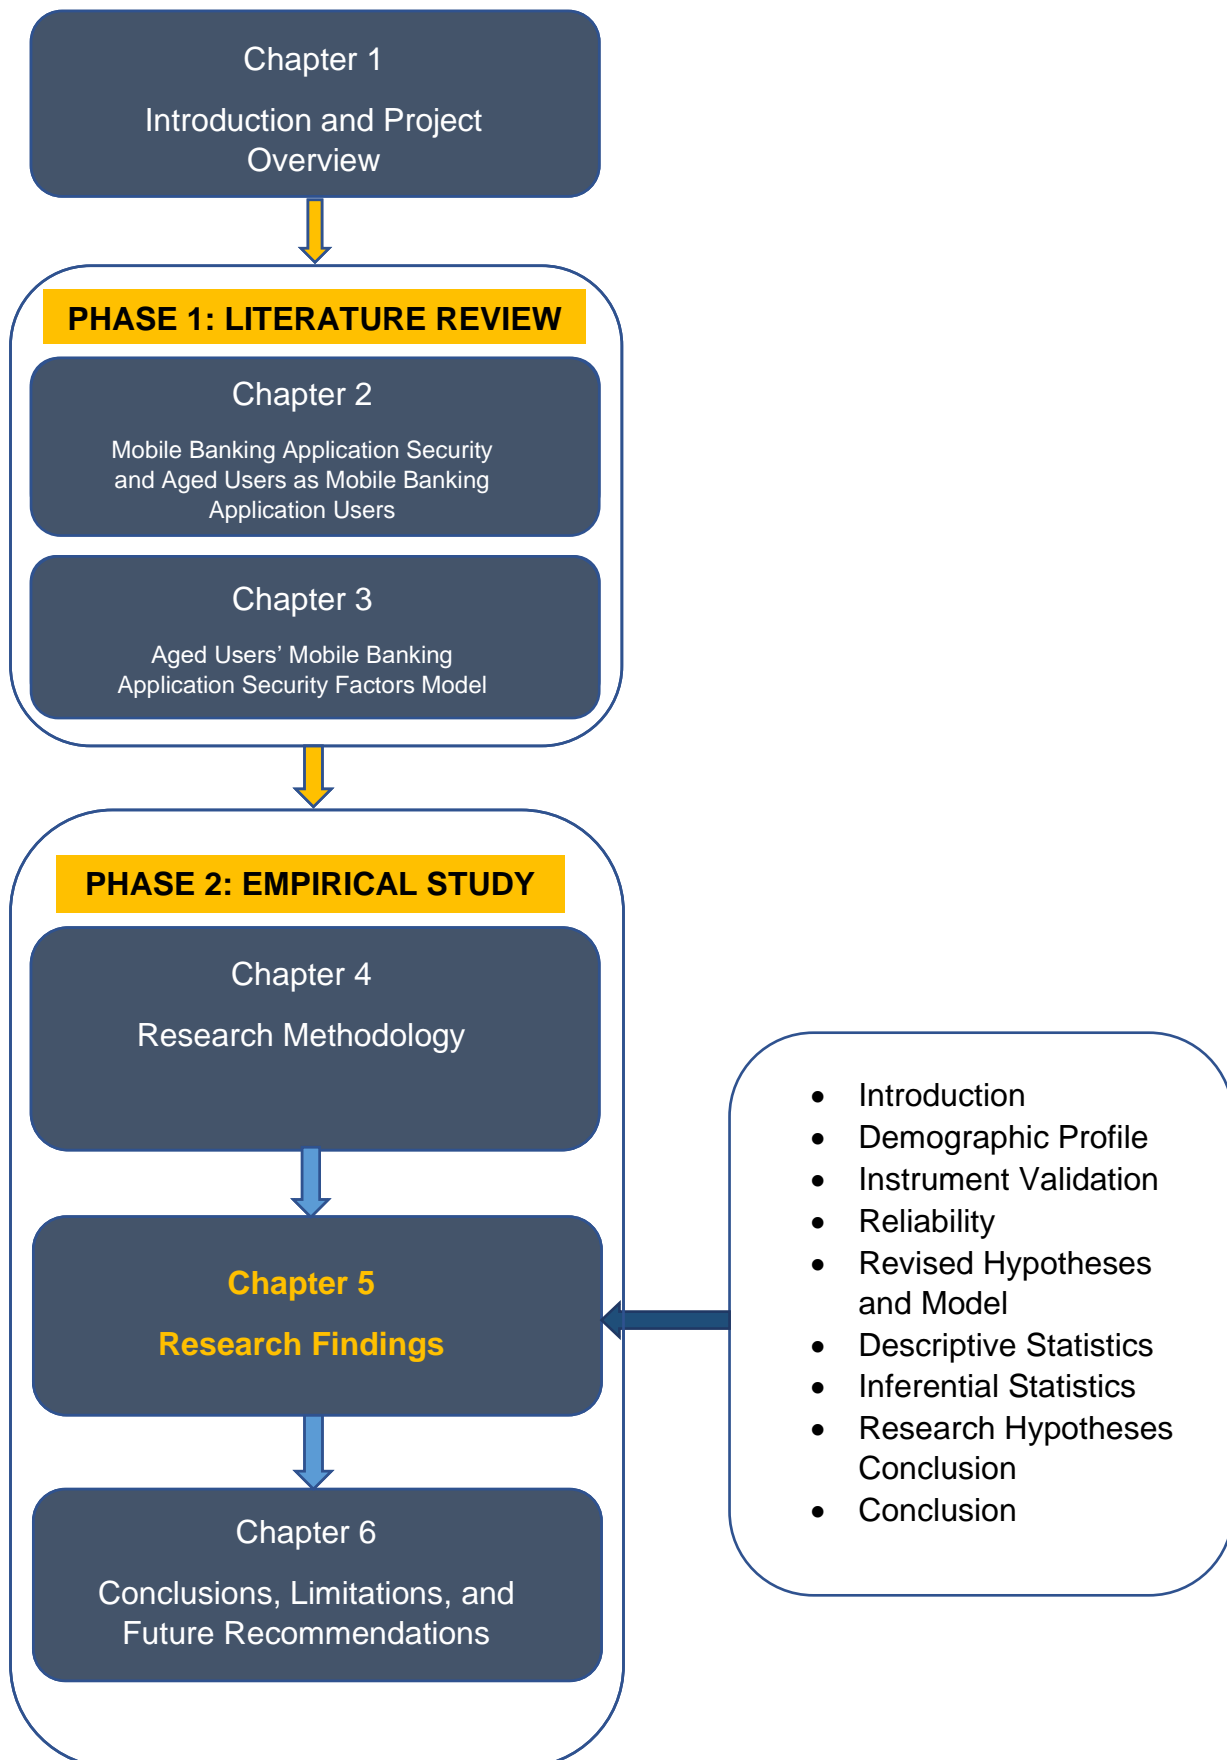 Chapter 1
Introduction and Project
Overview
PHASE 1: LITERATURE REVIEW
Chapter 2
Mobile Banking Application Security
and Aged Users as Mobile Banking
Application Users
Chapter 3
Aged Users’ Mobile Banking
Application Security Factors Model
PHASE 2: EMPIRICAL STUDY
Chapter 4
Research Methodology
Chapter 5
Research Findings
Chapter 6
Conclusions, Limitations, and
Future Recommendations
• Introduction
• Demographic Profile
• Instrument Validation
• Reliability
• Revised Hypotheses
and Model
• Descriptive Statistics
• Inferential Statistics
• Research Hypotheses
Conclusion
• Conclusion